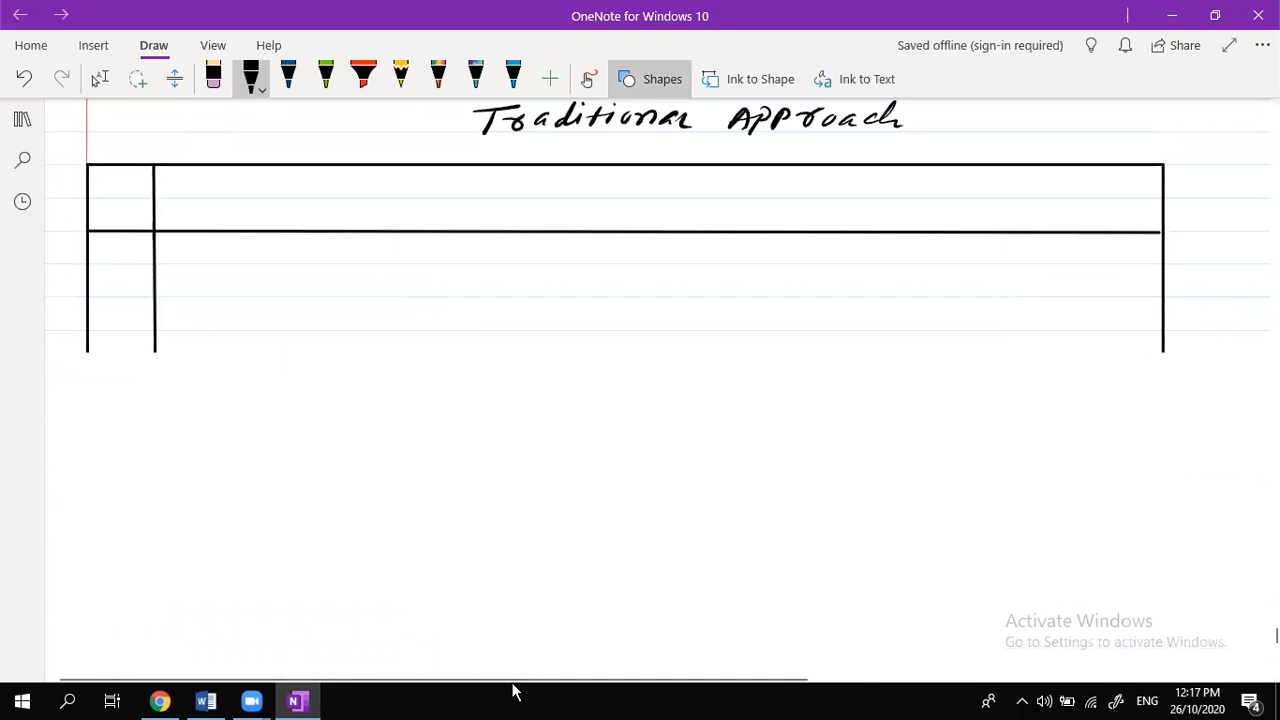 OneNote for Windows 10
Home Insert Draw View Help
Saved offline (sign-in required) Share
Shapes Ink to Shape Ink to Text
Traditional Approach
Activate Windows
Go to Settings to activate Windows.
ENG
12:17 PM
26/10/2020
4